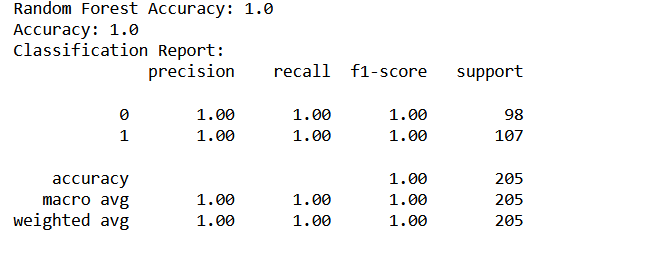 Random Forest Accuracy: 1.0
Accuracy: 1.0
Classification Report:
              precision    recall  f1-score   support

           0       1.00      1.00      1.00        98
           1       1.00      1.00      1.00       107

    accuracy                           1.00       205
   macro avg       1.00      1.00      1.00       205
weighted avg       1.00      1.00      1.00       205